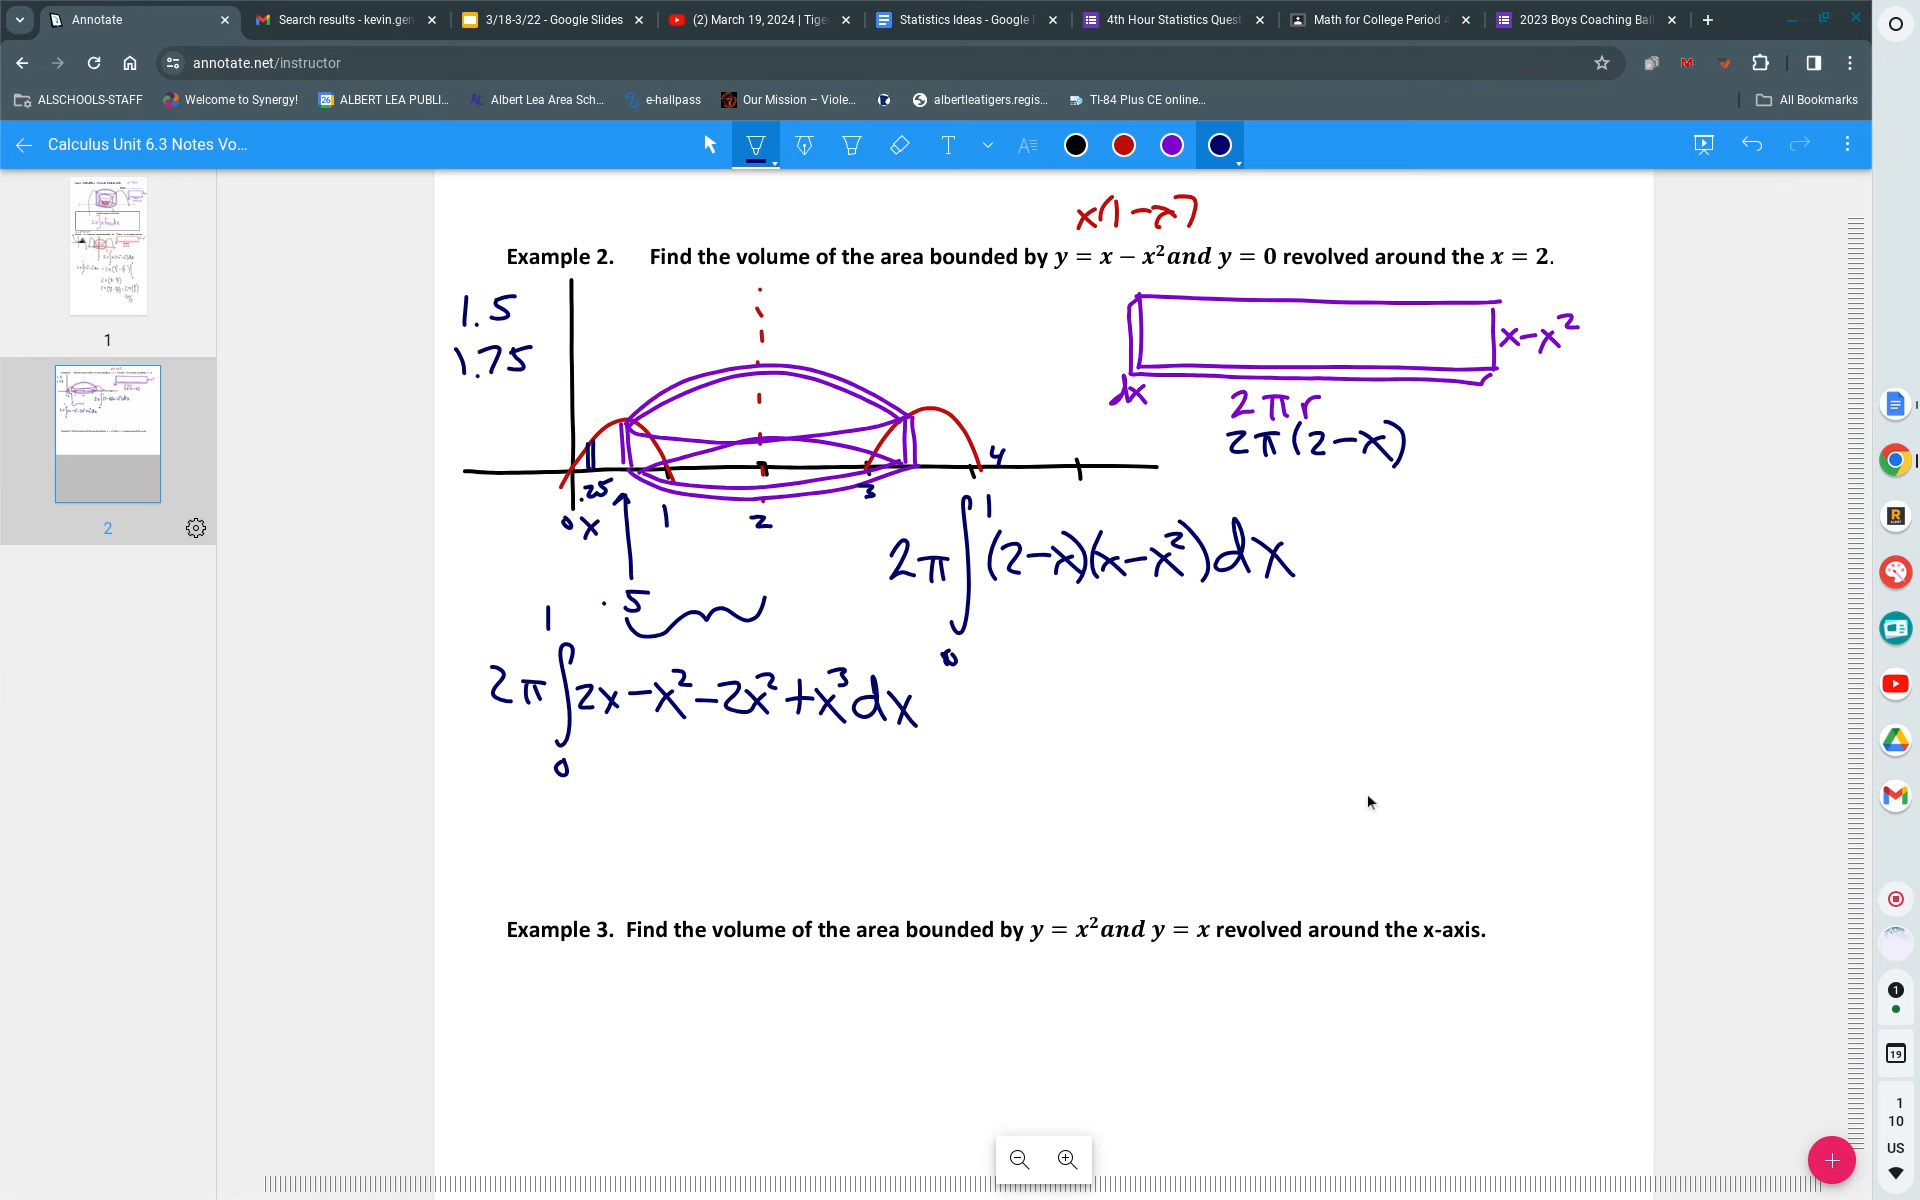 Annotate
Search results - kevin.gen
3/18-3/22 - Google Slides
(2) March 19, 2024 | Tige
Statistics Ideas - Google D
4th Hour Statistics Quest
Math for College Period 4
2023 Boys Coaching Ball
annotate.net/instructor
ALSCHOOLS-STAFF
Welcome to Synergy!
ALBERT LEA PUBLI...
Albert Lea Area Sch...
e-hallpass
Our Mission – Viole...
albertleatigers.regis...
TI-84 Plus CE online...
All Bookmarks
Calculus Unit 6.3 Notes Vo...
x(1-x)
Example 2. Find the volume of the area bounded by y = x − x² and y = 0 revolved around the x = 2.
1.5
1.75
x-x²
dx
2πr
2π(2-x)
4
.25
3
0 x 1 2
.5
2π∫₀¹ (2-x)(x-x²)dx
2π∫₀¹ 2x-x²-2x²+x³dx
Example 3. Find the volume of the area bounded by y = x² and y = x revolved around the x-axis.
1
2
1
19
1
10
US